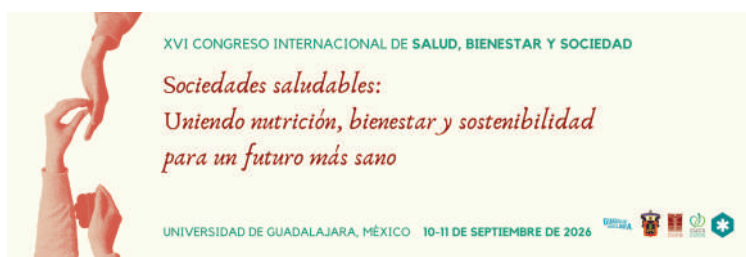 XVI CONGRESO INTERNACIONAL DE SALUD, BIENESTAR Y SOCIEDAD
Sociedades saludables:
Uniendo nutrición, bienestar y sostenibilidad
para un futuro más sano
UNIVERSIDAD DE GUADALAJARA, MÉXICO 10-11 DE SEPTIEMBRE DE 2026